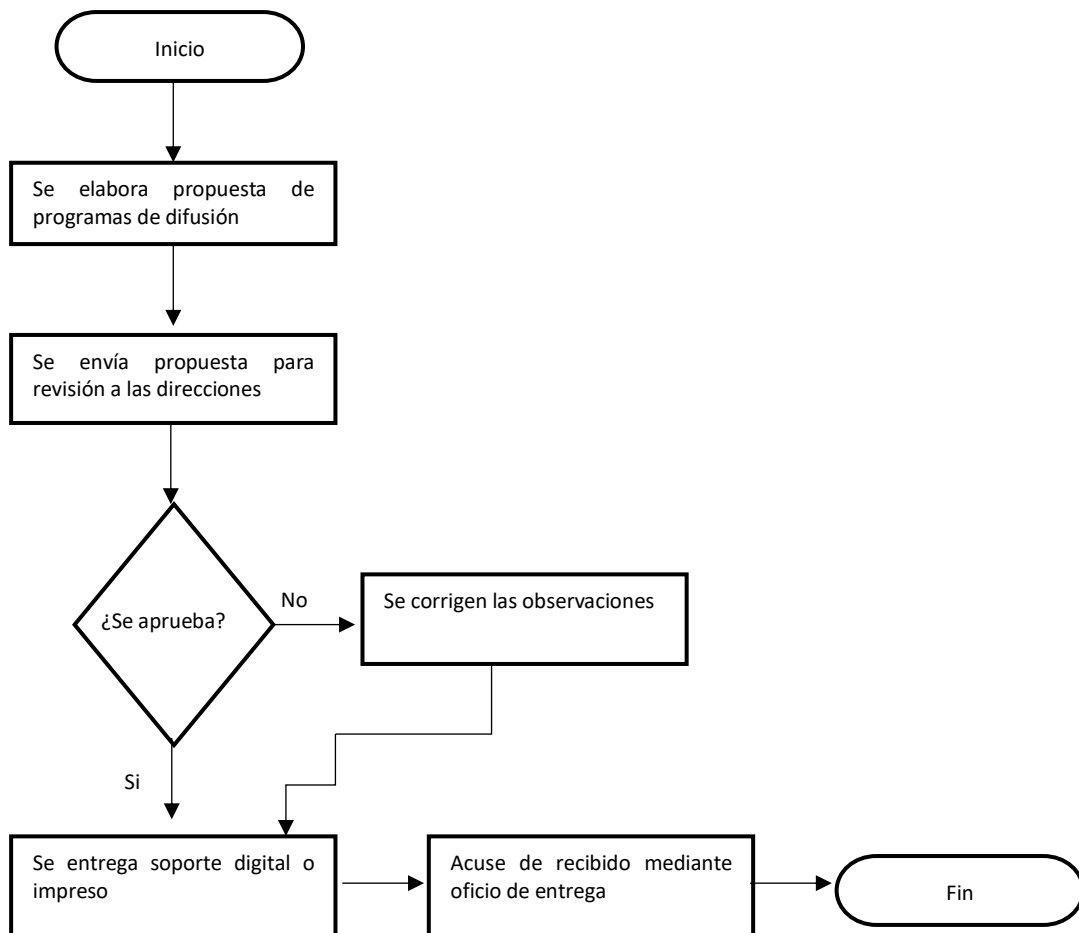 Inicio
Se elabora propuesta de
programas de difusión
Se envía propuesta para
revisión a las direcciones
¿Se aprueba?
No
Se corrigen las observaciones
Si
Se entrega soporte digital o
impreso
Acuse de recibido mediante
oficio de entrega
Fin